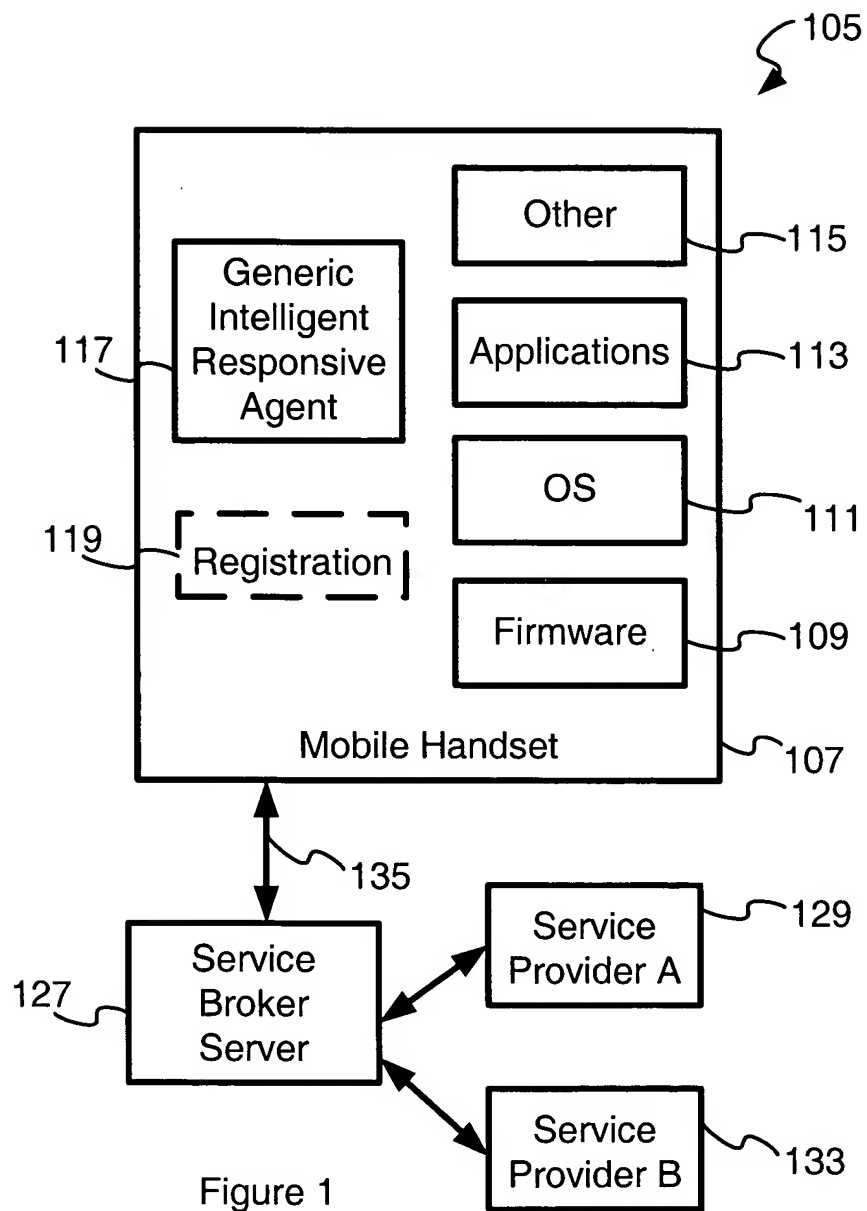 105
Other
115
Generic
Intelligent
Responsive
Agent
117
Applications
113
OS
111
119
Registration
Firmware
109
Mobile Handset
107
135
Service
Provider A
129
Service
Broker
Server
127
Service
Provider B
133
Figure 1